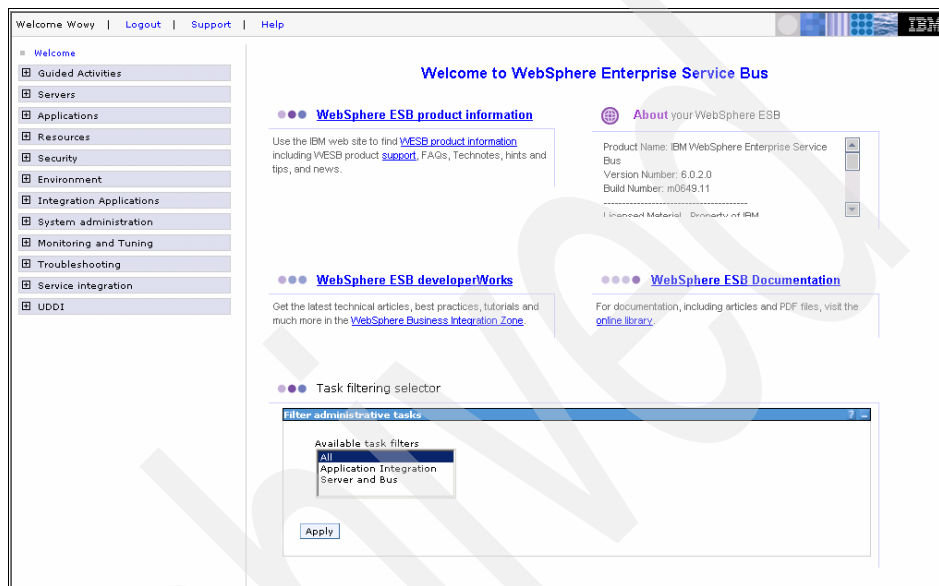 Welcome Wowy | Logout | Support | Help
IBM
Welcome
Guided Activities
Servers
Applications
Resources
Security
Environment
Integration Applications
System administration
Monitoring and Tuning
Troubleshooting
Service integration
UDDI
Welcome to WebSphere Enterprise Service Bus
WebSphere ESB product information
Use the IBM web site to find WESB product information
including WESB product support, FAQs, Technotes, hints and
tips, and news.
About your WebSphere ESB
Product Name: IBM WebSphere Enterprise Service
Bus
Version Number: 6.0.2.0
Build Number: m0649.11
----------------------------------------
Licensed Material - Property of IBM
WebSphere ESB developerWorks
Get the latest technical articles, best practices, tutorials and
much more in the WebSphere Business Integration Zone.
WebSphere ESB Documentation
For documentation, including articles and PDF files, visit the
online library.
Task filtering selector
Filter administrative tasks ? –
Available task filters
All
Application Integration
Server and Bus
Apply